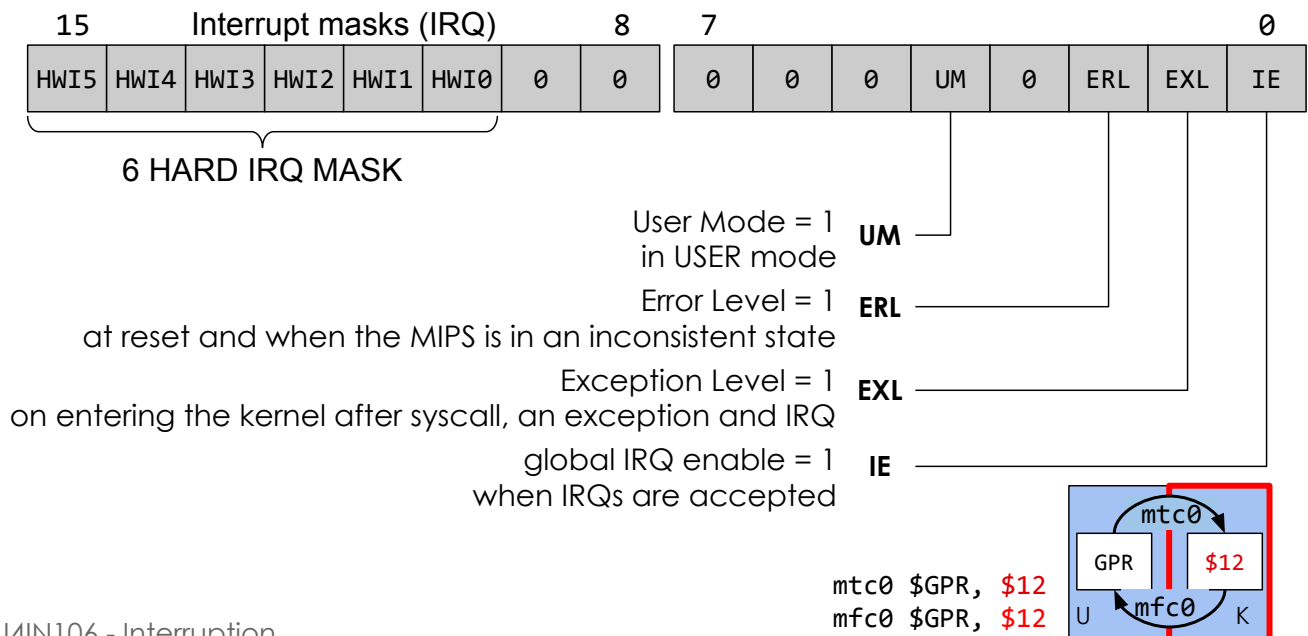 15 Interrupt masks (IRQ) 8 7 0
HWI5 HWI4 HWI3 HWI2 HWI1 HWI0 0 0 0 0 0 UM 0 ERL EXL IE
6 HARD IRQ MASK
User Mode = 1
in USER mode
UM
Error Level = 1
at reset and when the MIPS is in an inconsistent state
ERL
Exception Level = 1
on entering the kernel after syscall, an exception and IRQ
EXL
global IRQ enable = 1
when IRQs are accepted
IE
mtc0
GPR $12
mfc0
U K
mtc0 $GPR, $12
mfc0 $GPR, $12
Interruption